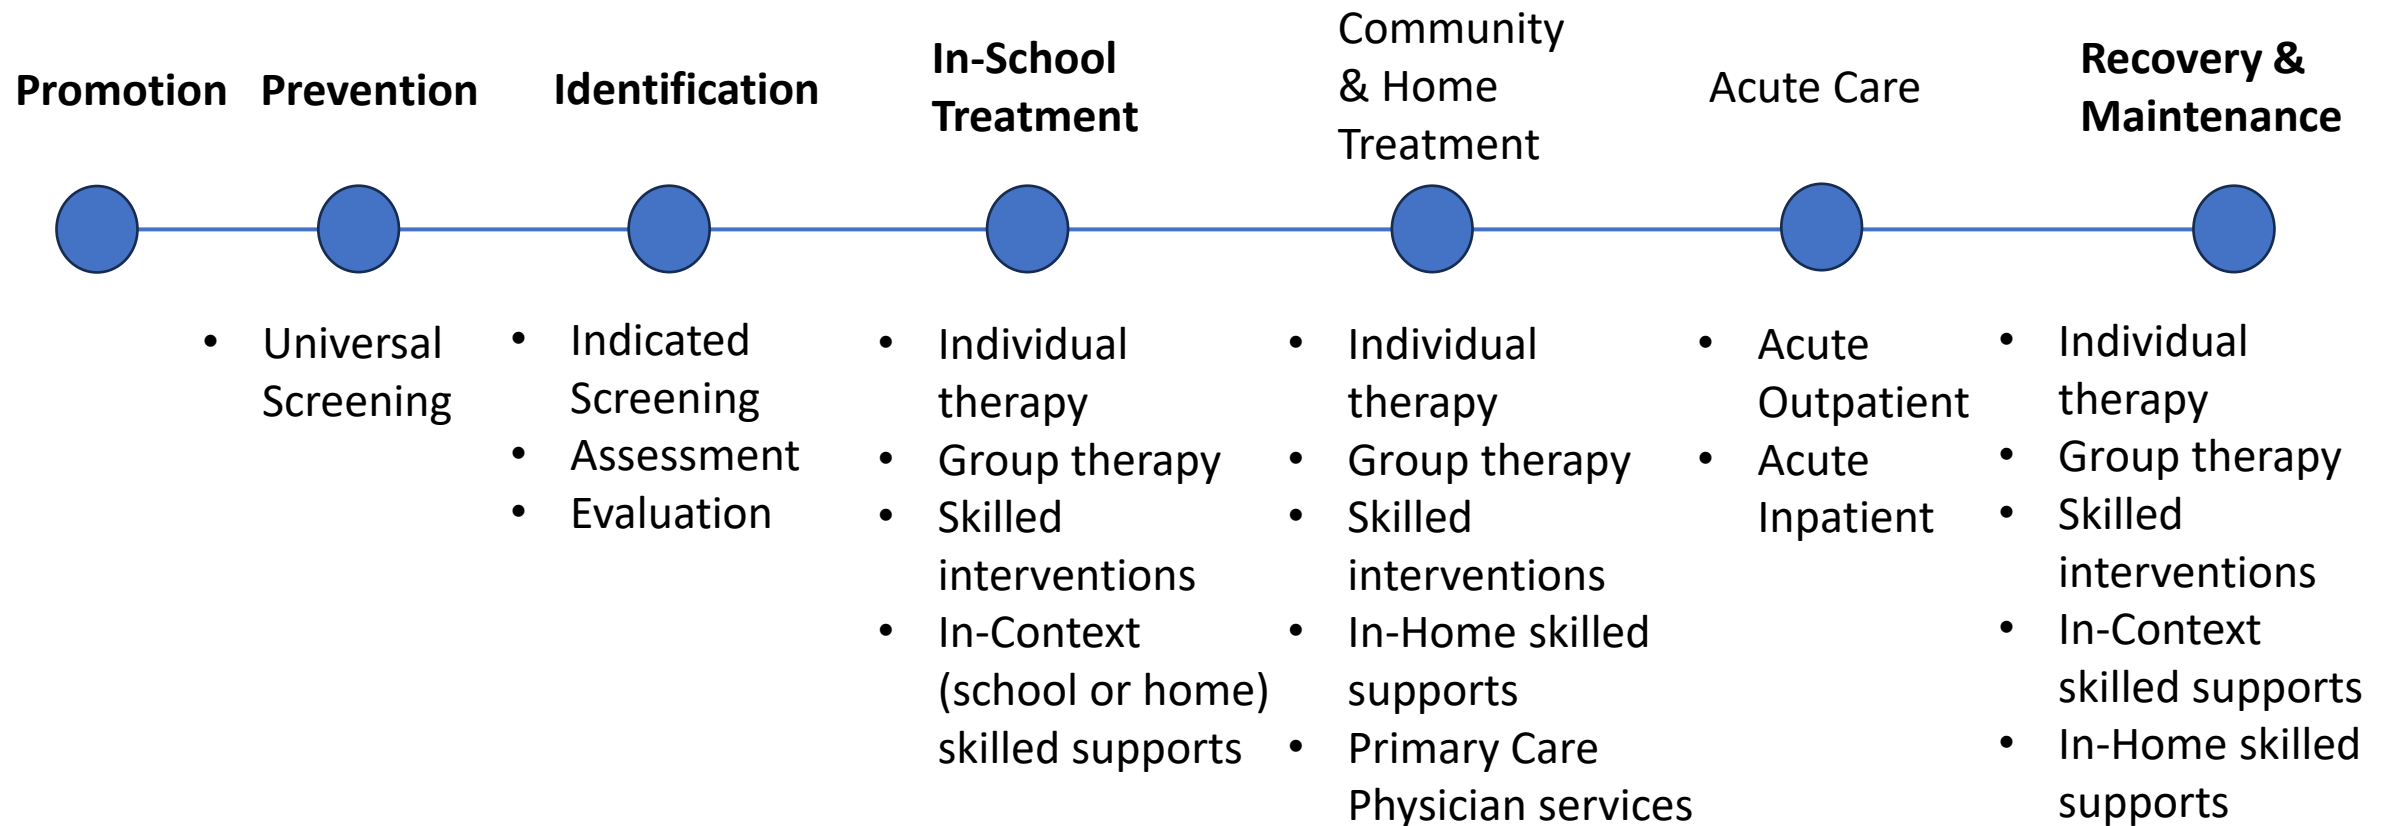 Promotion
Prevention
Identification
In-School
Treatment
Community
& Home
Treatment
Acute Care
Recovery &
Maintenance
• Universal
Screening
• Indicated
Screening
• Assessment
• Evaluation
• Individual
therapy
• Group therapy
• Skilled
interventions
• In-Context
(school or home)
skilled supports
• Individual
therapy
• Group therapy
• Skilled
interventions
• In-Home skilled
supports
• Primary Care
Physician services
• Acute
Outpatient
• Acute
Inpatient
• Individual
therapy
• Group therapy
• Skilled
interventions
• In-Context
skilled supports
• In-Home skilled
supports